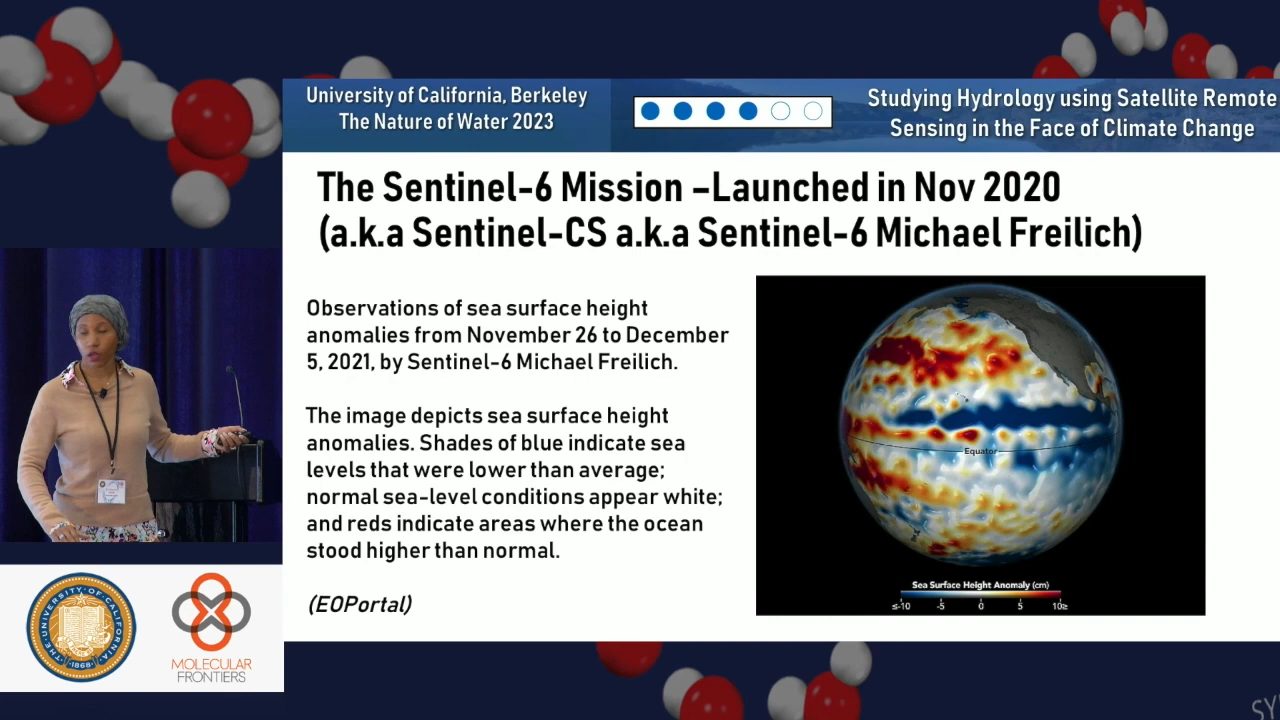 University of California, Berkeley
The Nature of Water 2023
Studying Hydrology using Satellite Remote
Sensing in the Face of Climate Change
The Sentinel-6 Mission –Launched in Nov 2020
(a.k.a Sentinel-CS a.k.a Sentinel-6 Michael Freilich)
Observations of sea surface height
anomalies from November 26 to December
5, 2021, by Sentinel-6 Michael Freilich.
The image depicts sea surface height
anomalies. Shades of blue indicate sea
levels that were lower than average;
normal sea-level conditions appear white;
and reds indicate areas where the ocean
stood higher than normal.
(EOPortal)
Equator
Sea Surface Height Anomaly (cm)
≤-10 -5 0 5 10≥
THE·UNIVERSITY·OF·CALIFORNIA
·1868·
MOLECULAR
FRONTIERS
SY